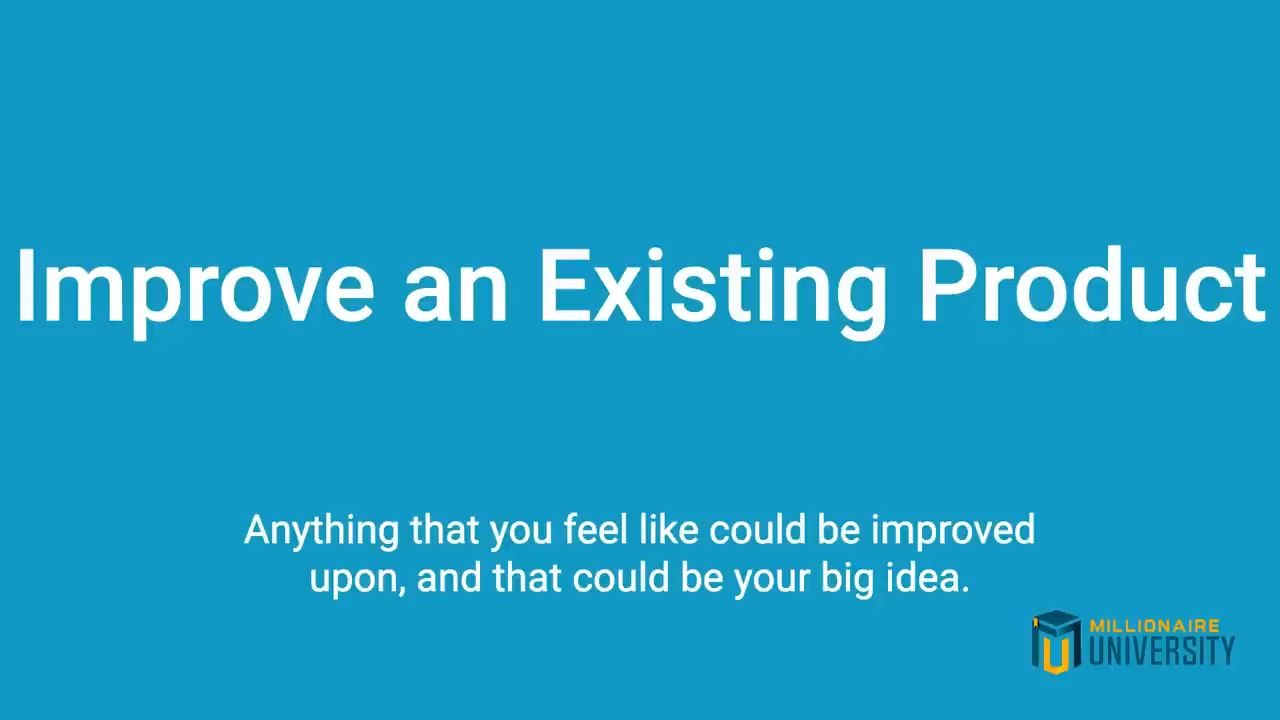 Improve an Existing Product
Anything that you feel like could be improved
upon, and that could be your big idea.
MILLIONAIRE
UNIVERSITY